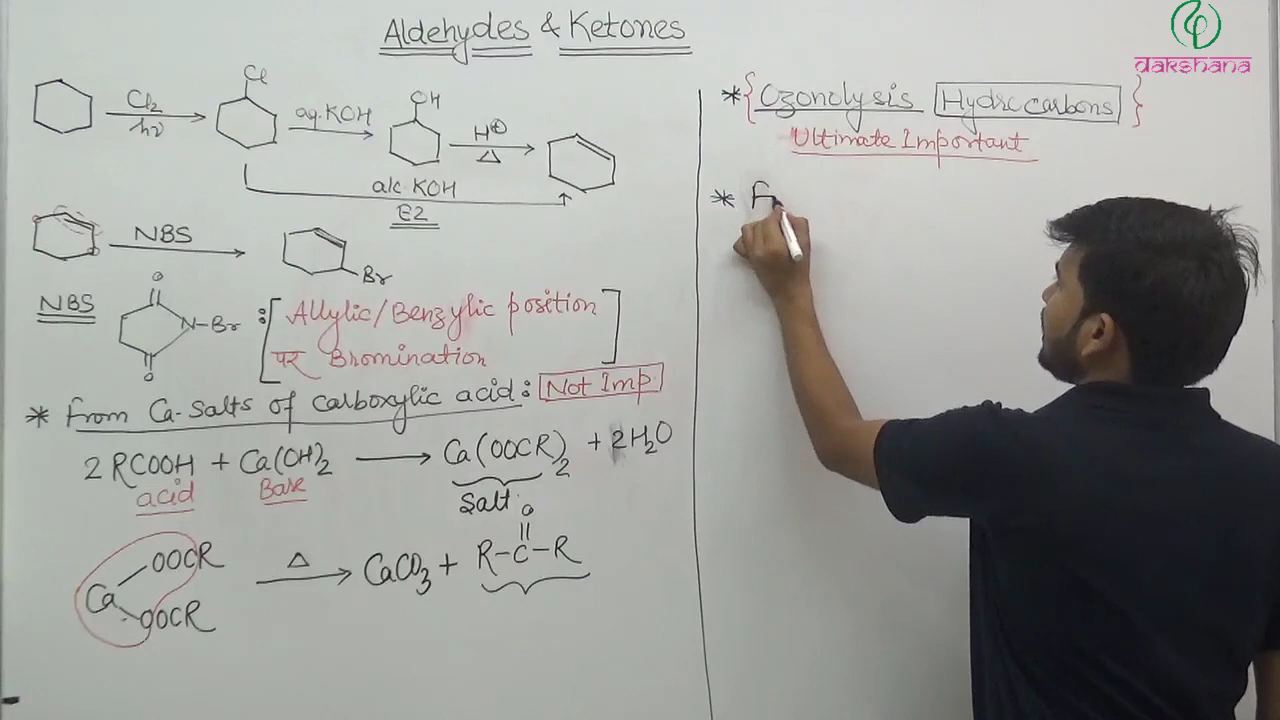 Aldehydes & Ketones
Cl₂
hν
Cl
aq. KOH
OH
H⊕
Δ
alc. KOH
E2
NBS
Br
NBS
O
N-Br
O
: [Allylic/Benzylic position
पर Bromination]
* From Ca-Salts of carboxylic acid: Not Imp.
2 RCOOH + Ca(OH)₂ ⟶ Ca(OOCR)₂ + 2H₂O
acid Base Salt
Ca OOCR OOCR Δ ⟶ CaCO₃ + R-C-R
O
dakshana
* {Ozonolysis Hydrocarbons}
Ultimate Important
* Fr